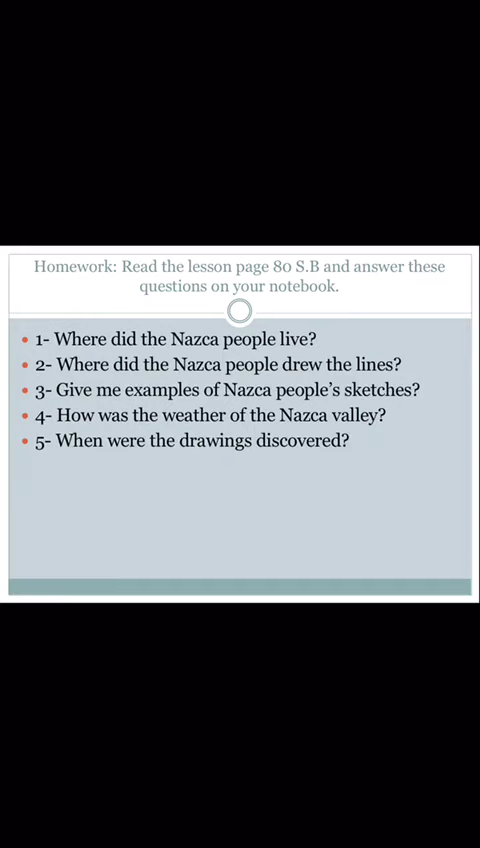 Homework: Read the lesson page 80 S.B and answer these
questions on your notebook.
• 1- Where did the Nazca people live?
• 2- Where did the Nazca people drew the lines?
• 3- Give me examples of Nazca people’s sketches?
• 4- How was the weather of the Nazca valley?
• 5- When were the drawings discovered?